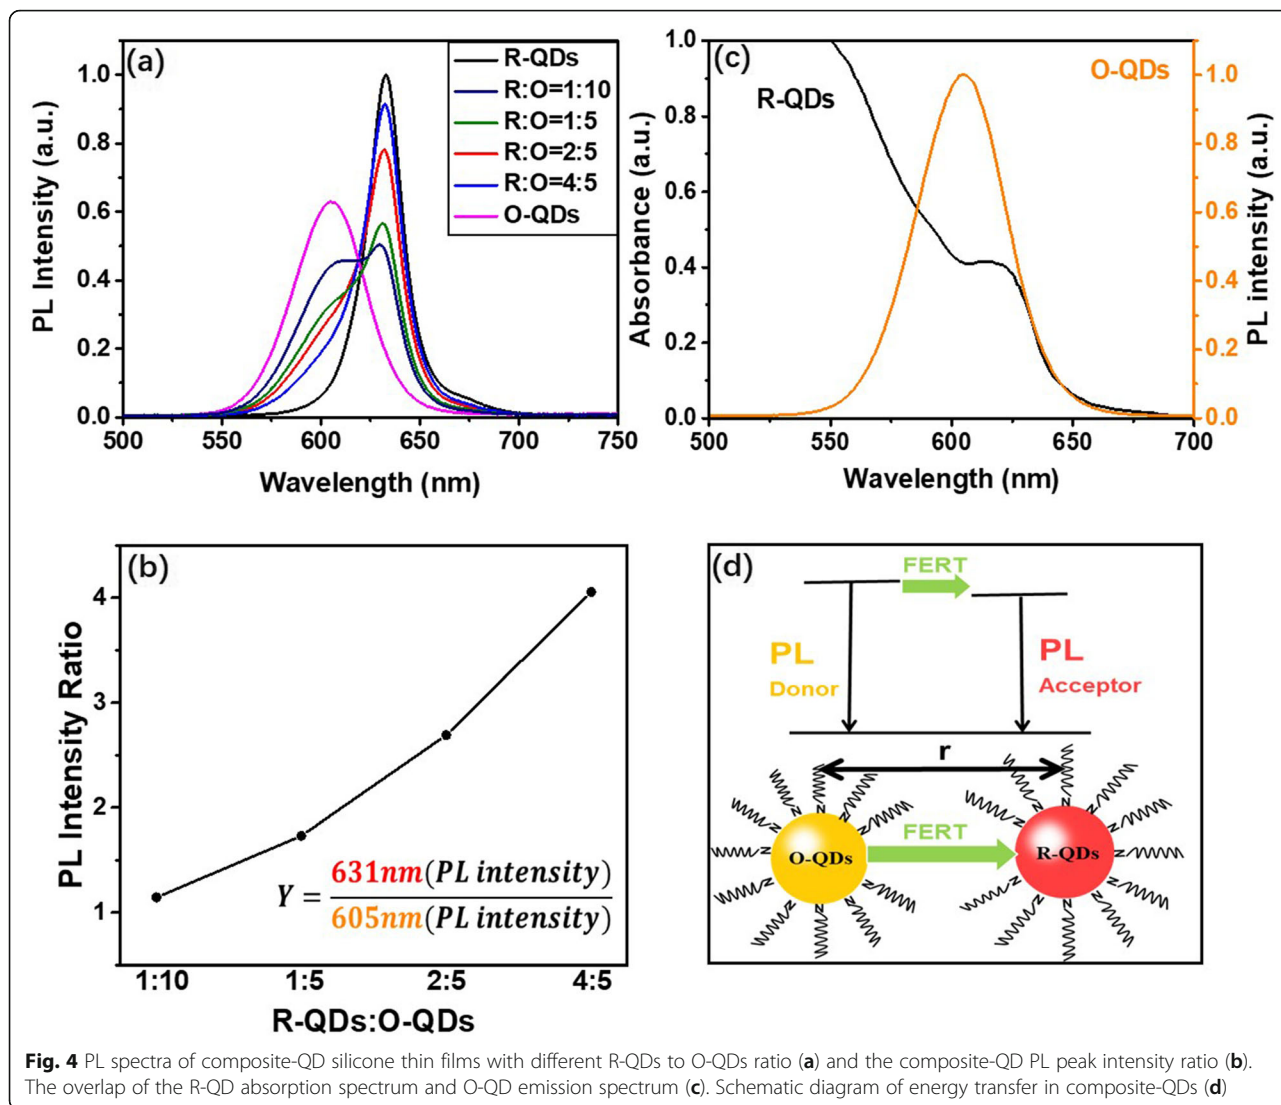 (a)
R-QDs
R:O=1:10
R:O=1:5
R:O=2:5
R:O=4:5
O-QDs
PL Intensity (a.u.)
1.0
0.8
0.6
0.4
0.2
0.0
500 550 600 650 700 750
Wavelength (nm)
(c)
R-QDs
O-QDs
Absorbance (a.u.)
1.0
0.8
0.6
0.4
0.2
0.0
PL intensity (a.u.)
1.0
0.8
0.6
0.4
0.2
0.0
500 550 600 650 700
Wavelength (nm)
(b)
PL Intensity Ratio
4
3
2
1
Y = 631nm(PL intensity)
605nm(PL intensity)
1:10 1:5 2:5 4:5
R-QDs:O-QDs
(d)
FERT
PL
Donor
PL
Acceptor
r
FERT
O-QDs
R-QDs
N N N N N N N N N N N N
N N N N N N N N N N N N
Fig. 4 PL spectra of composite-QD silicone thin films with different R-QDs to O-QDs ratio (a) and the composite-QD PL peak intensity ratio (b).
The overlap of the R-QD absorption spectrum and O-QD emission spectrum (c). Schematic diagram of energy transfer in composite-QDs (d)